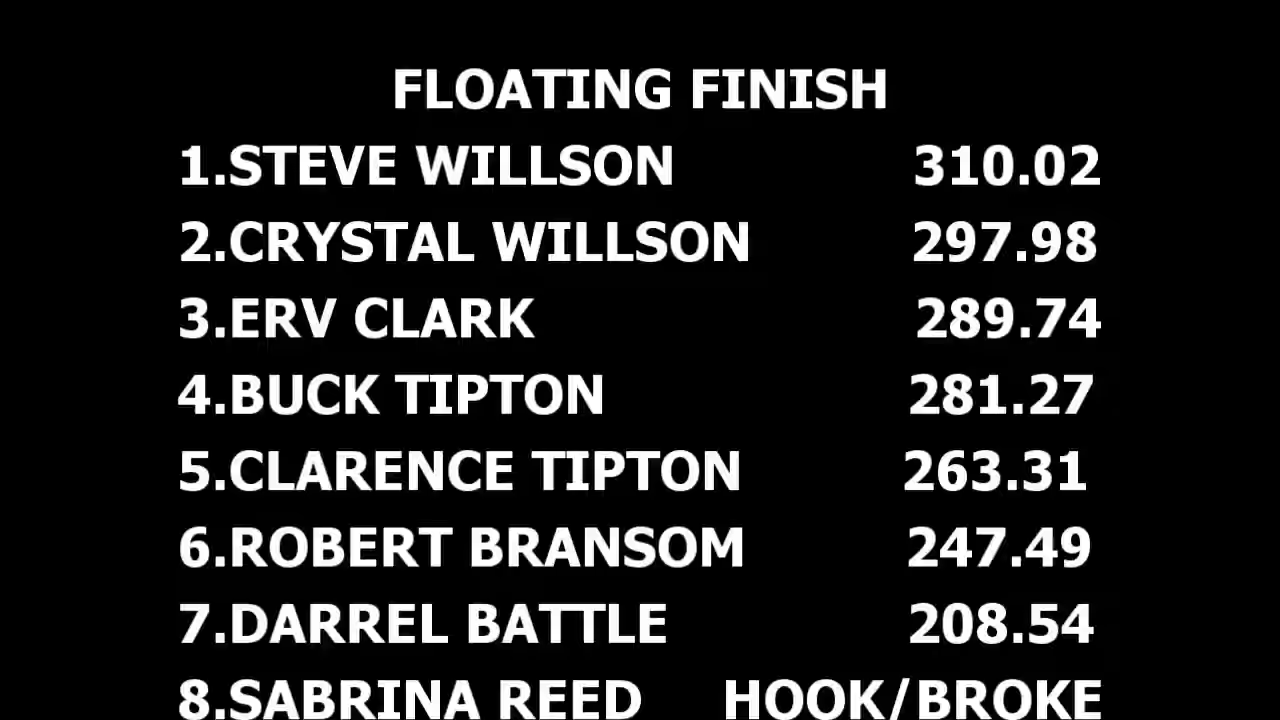 FLOATING FINISH
1.STEVE WILLSON 310.02
2.CRYSTAL WILLSON 297.98
3.ERV CLARK 289.74
4.BUCK TIPTON 281.27
5.CLARENCE TIPTON 263.31
6.ROBERT BRANSOM 247.49
7.DARREL BATTLE 208.54
8.SABRINA REED HOOK/BROKE